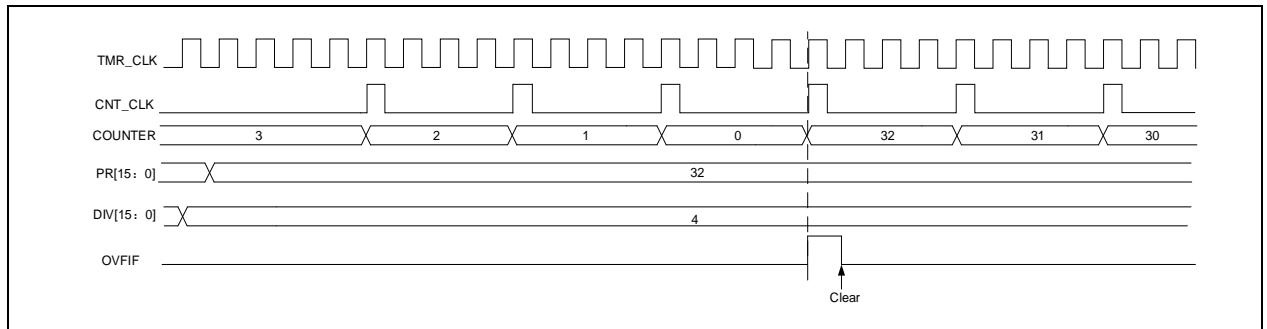 TMR_CLK
CNT_CLK
COUNTER 3 2 1 0 32 31 30
PR[15：0] 32
DIV[15：0] 4
OVFIF
Clear